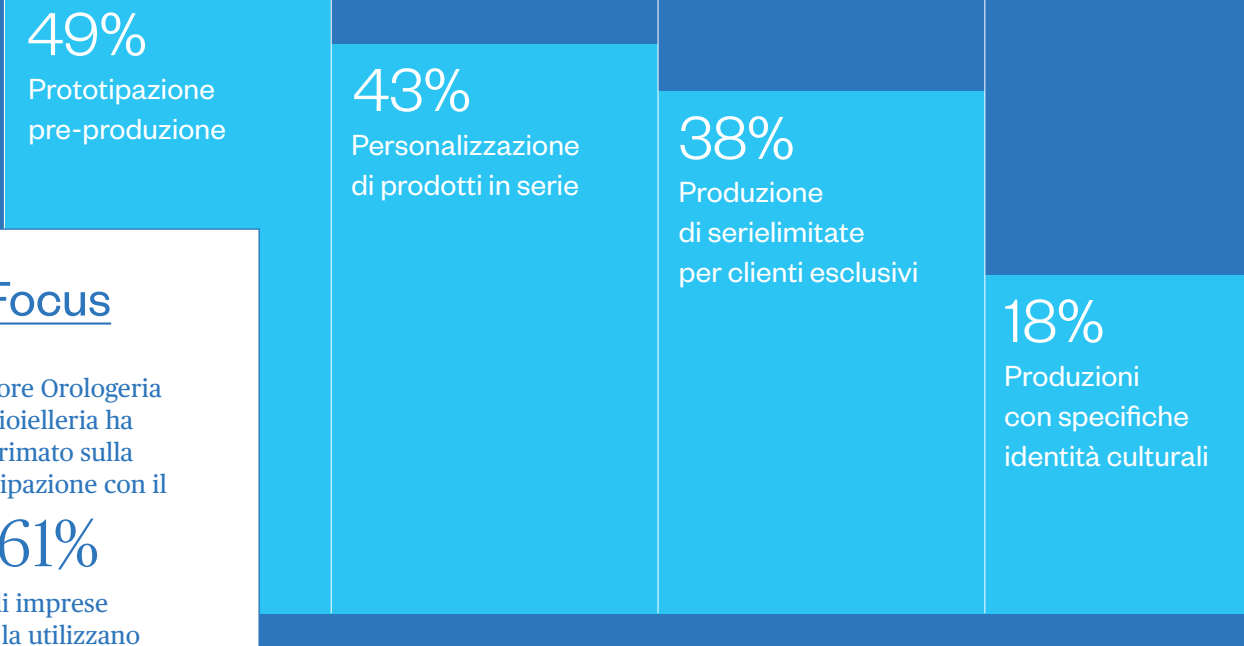 49%
Prototipazione
pre-produzione
43%
Personalizzazione
di prodotti in serie
38%
Produzione
di serielimitate
per clienti esclusivi
18%
Produzioni
con specifiche
identità culturali
Focus
ore Orologeria
ioielleria ha
rimato sulla
ipazione con il
61%
di imprese
la utilizzano